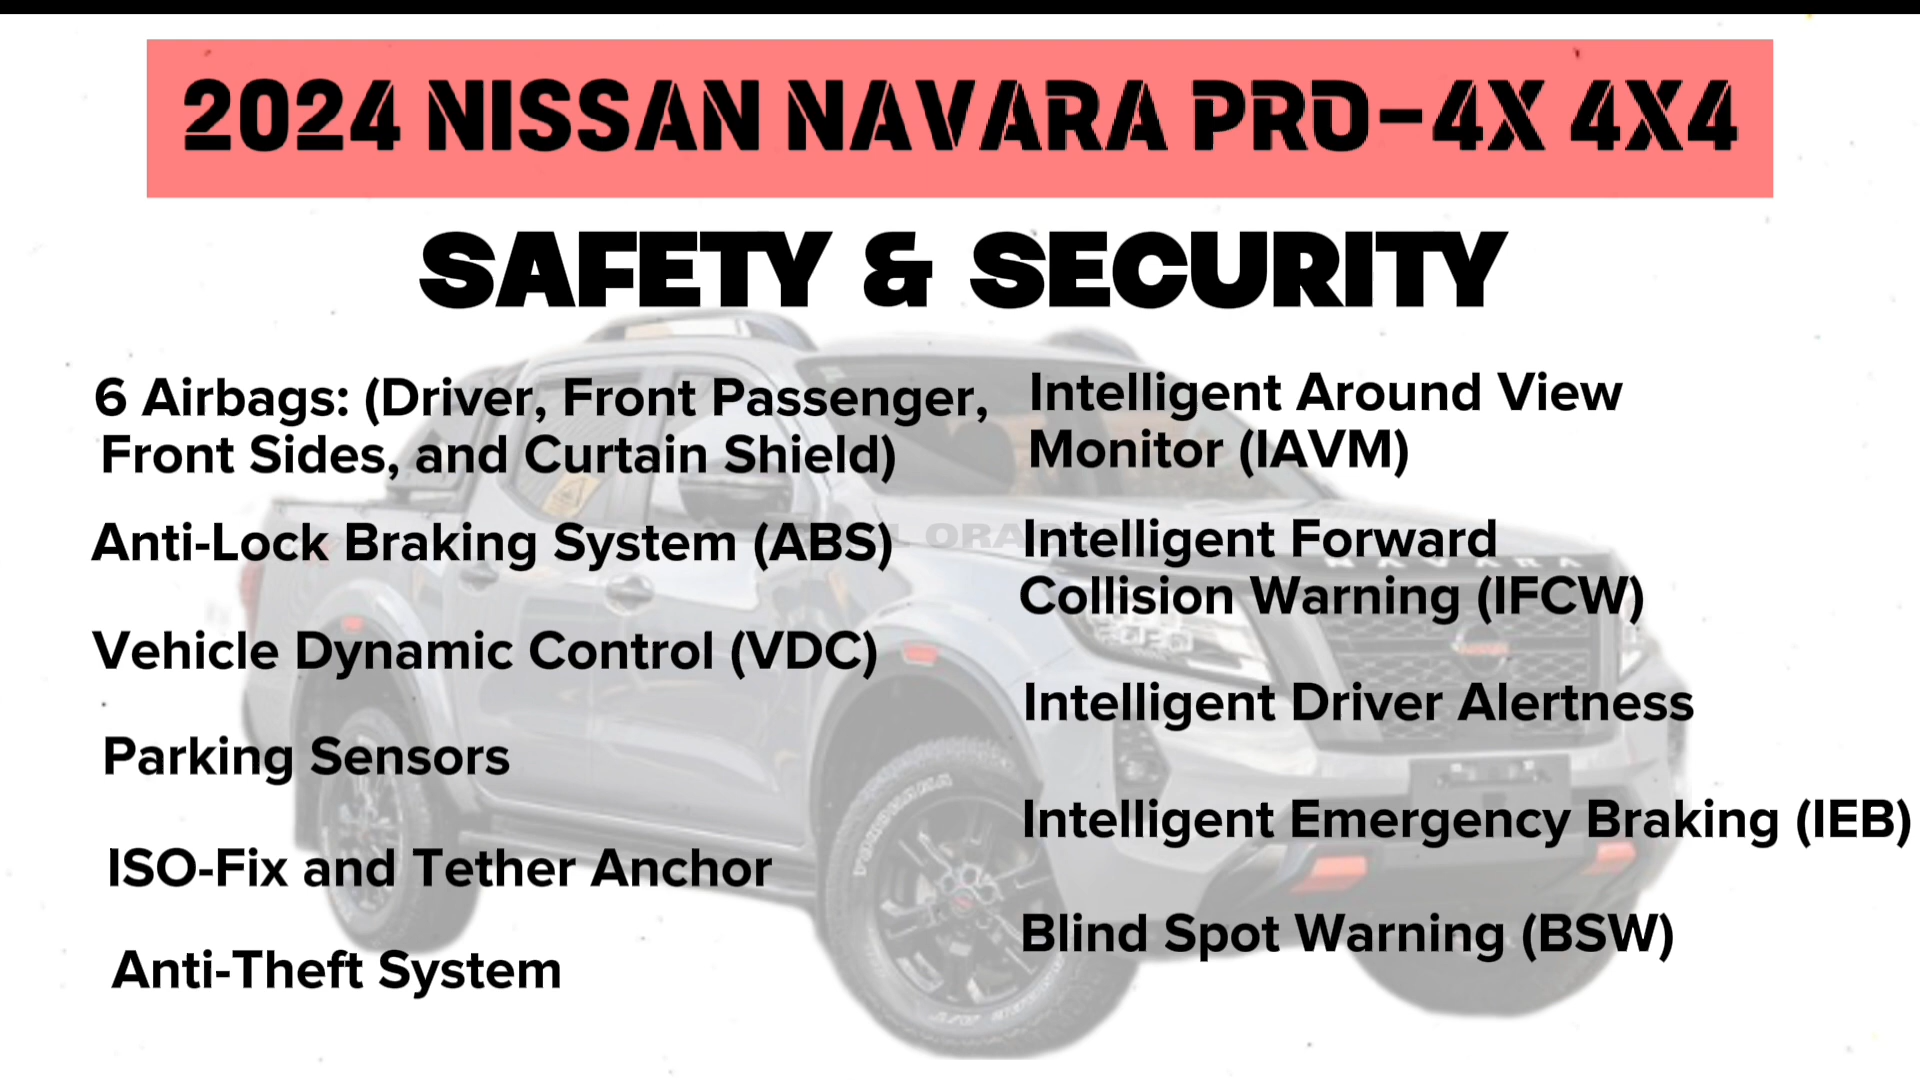 2024 NISSAN NAVARA PRO-4X 4X4
SAFETY & SECURITY
6 Airbags: (Driver, Front Passenger,
Front Sides, and Curtain Shield)
Anti-Lock Braking System (ABS)
Vehicle Dynamic Control (VDC)
Parking Sensors
ISO-Fix and Tether Anchor
Anti-Theft System
Intelligent Around View
Monitor (IAVM)
Intelligent Forward
Collision Warning (IFCW)
Intelligent Driver Alertness
Intelligent Emergency Braking (IEB)
Blind Spot Warning (BSW)
NAVARA